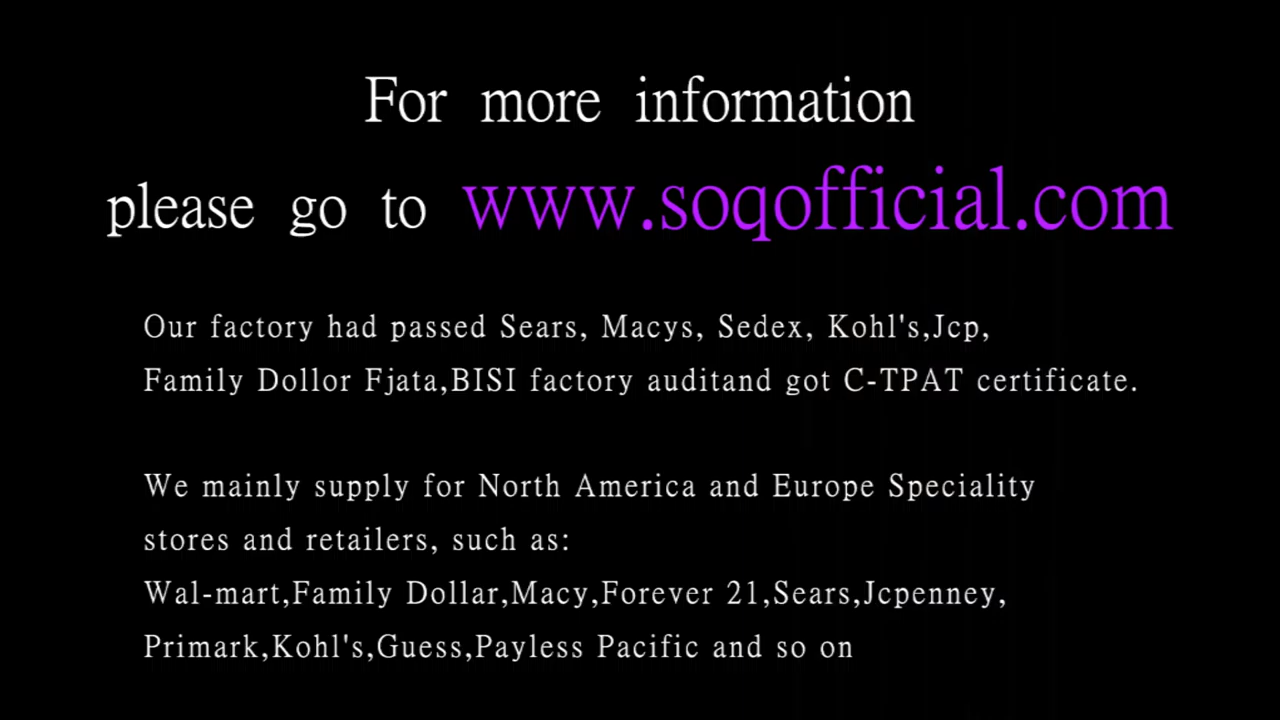 For more information
please go to www.soqofficial.com
Our factory had passed Sears, Macys, Sedex, Kohl's,Jcp,
Family Dollor Fjata,BISI factory auditand got C-TPAT certificate.
We mainly supply for North America and Europe Speciality
stores and retailers, such as:
Wal-mart,Family Dollar,Macy,Forever 21,Sears,Jcpenney,
Primark,Kohl's,Guess,Payless Pacific and so on